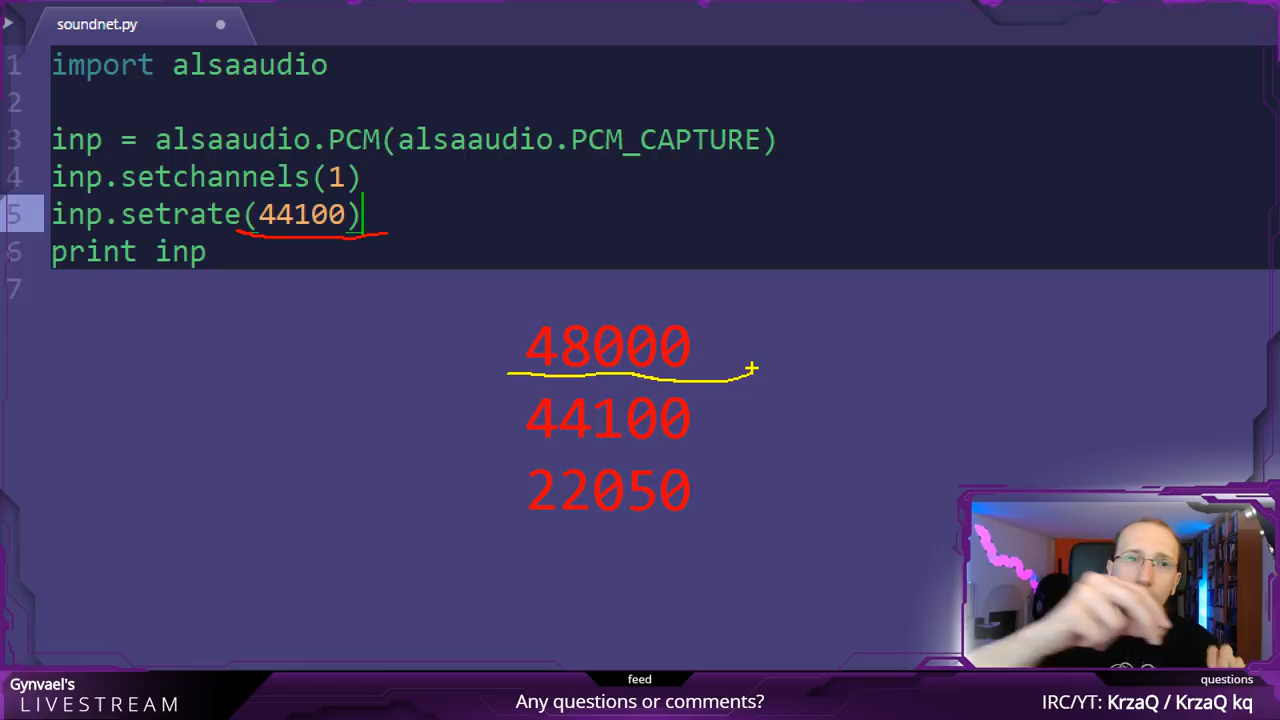 soundnet.py
1 import alsaaudio
2
3 inp = alsaaudio.PCM(alsaaudio.PCM_CAPTURE)
4 inp.setchannels(1)
5 inp.setrate(44100)
6 print inp
7
48000
44100
22050
Gynvael's
LIVESTREAM
feed
Any questions or comments?
questions
IRC/YT: KrzaQ / KrzaQ kq